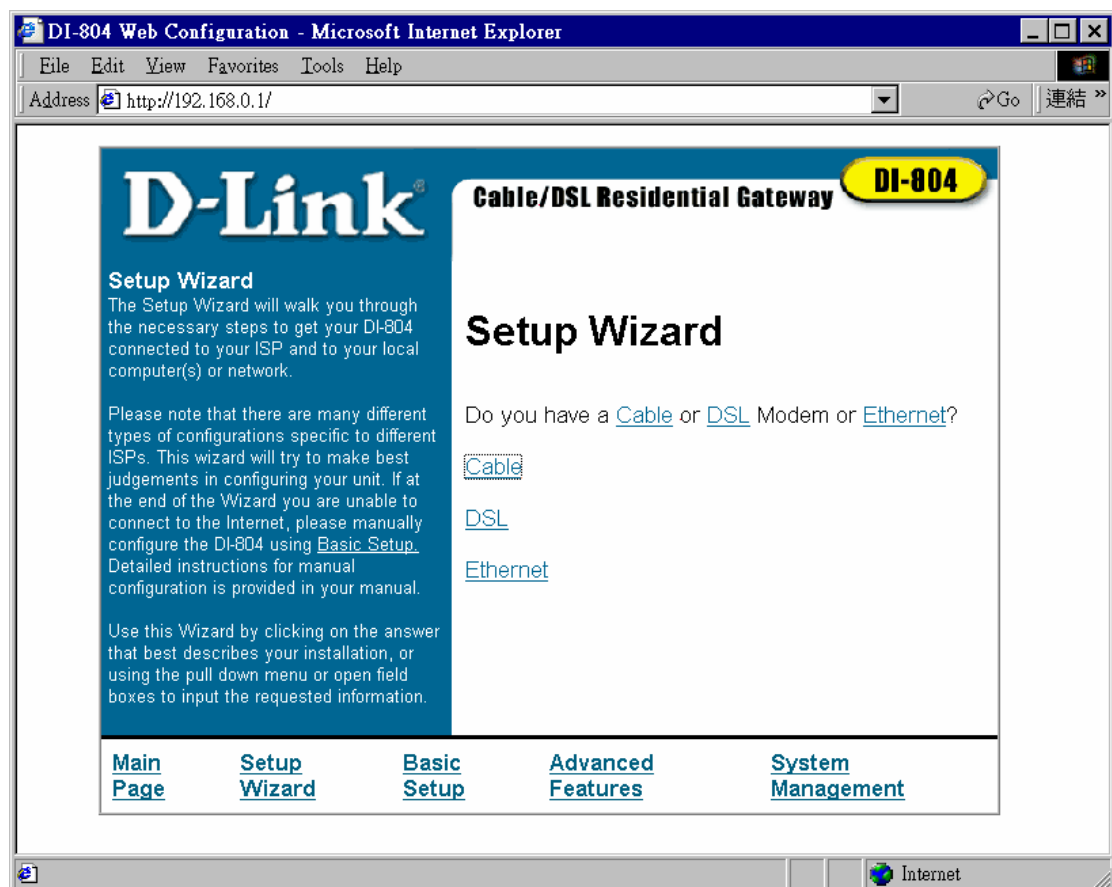 DI-804 Web Configuration - Microsoft Internet Explorer
File Edit View Favorites Tools Help
Address http://192.168.0.1/ Go 連結 »
D-Link®
Cable/DSL Residential Gateway DI-804
Setup Wizard
The Setup Wizard will walk you through
the necessary steps to get your DI-804
connected to your ISP and to your local
computer(s) or network.
Please note that there are many different
types of configurations specific to different
ISPs. This wizard will try to make best
judgements in configuring your unit. If at
the end of the Wizard you are unable to
connect to the Internet, please manually
configure the DI-804 using Basic Setup.
Detailed instructions for manual
configuration is provided in your manual.
Use this Wizard by clicking on the answer
that best describes your installation, or
using the pull down menu or open field
boxes to input the requested information.
Setup Wizard
Do you have a Cable or DSL Modem or Ethernet?
Cable
DSL
Ethernet
Main Page
Setup Wizard
Basic Setup
Advanced Features
System Management
Internet